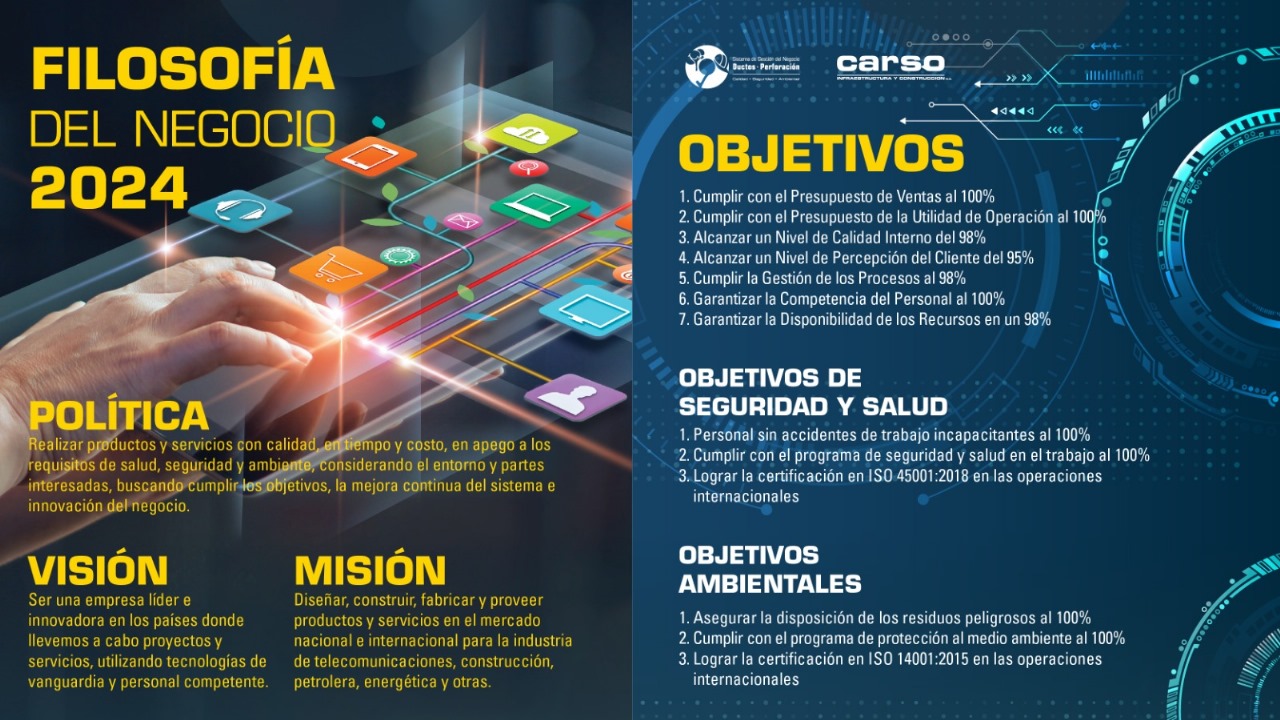 FILOSOFÍA
DEL NEGOCIO
2024
POLÍTICA
Realizar productos y servicios con calidad, en tiempo y costo, en apego a los
requisitos de salud, seguridad y ambiente, considerando el entorno y partes
interesadas, buscando cumplir los objetivos, la mejora continua del sistema e
innovación del negocio.
VISIÓN
Ser una empresa líder e
innovadora en los países donde
llevemos a cabo proyectos y
servicios, utilizando tecnologías de
vanguardia y personal competente.
MISIÓN
Diseñar, construir, fabricar y proveer
productos y servicios en el mercado
nacional e internacional para la industria
de telecomunicaciones, construcción,
petrolera, energética y otras.
Sistema de Gestión del Negocio
Ductos - Perforación
Calidad - Seguridad - Ambiental
carso
INFRAESTRUCTURA Y CONSTRUCCIÓN
OBJETIVOS
1. Cumplir con el Presupuesto de Ventas al 100%
2. Cumplir con el Presupuesto de la Utilidad de Operación al 100%
3. Alcanzar un Nivel de Calidad Interno del 98%
4. Alcanzar un Nivel de Percepción del Cliente del 95%
5. Cumplir la Gestión de los Procesos al 98%
6. Garantizar la Competencia del Personal al 100%
7. Garantizar la Disponibilidad de los Recursos en un 98%
OBJETIVOS DE
SEGURIDAD Y SALUD
1. Personal sin accidentes de trabajo incapacitantes al 100%
2. Cumplir con el programa de seguridad y salud en el trabajo al 100%
3. Lograr la certificación en ISO 45001:2018 en las operaciones
internacionales
OBJETIVOS
AMBIENTALES
1. Asegurar la disposición de los residuos peligrosos al 100%
2. Cumplir con el programa de protección al medio ambiente al 100%
3. Lograr la certificación en ISO 14001:2015 en las operaciones
internacionales